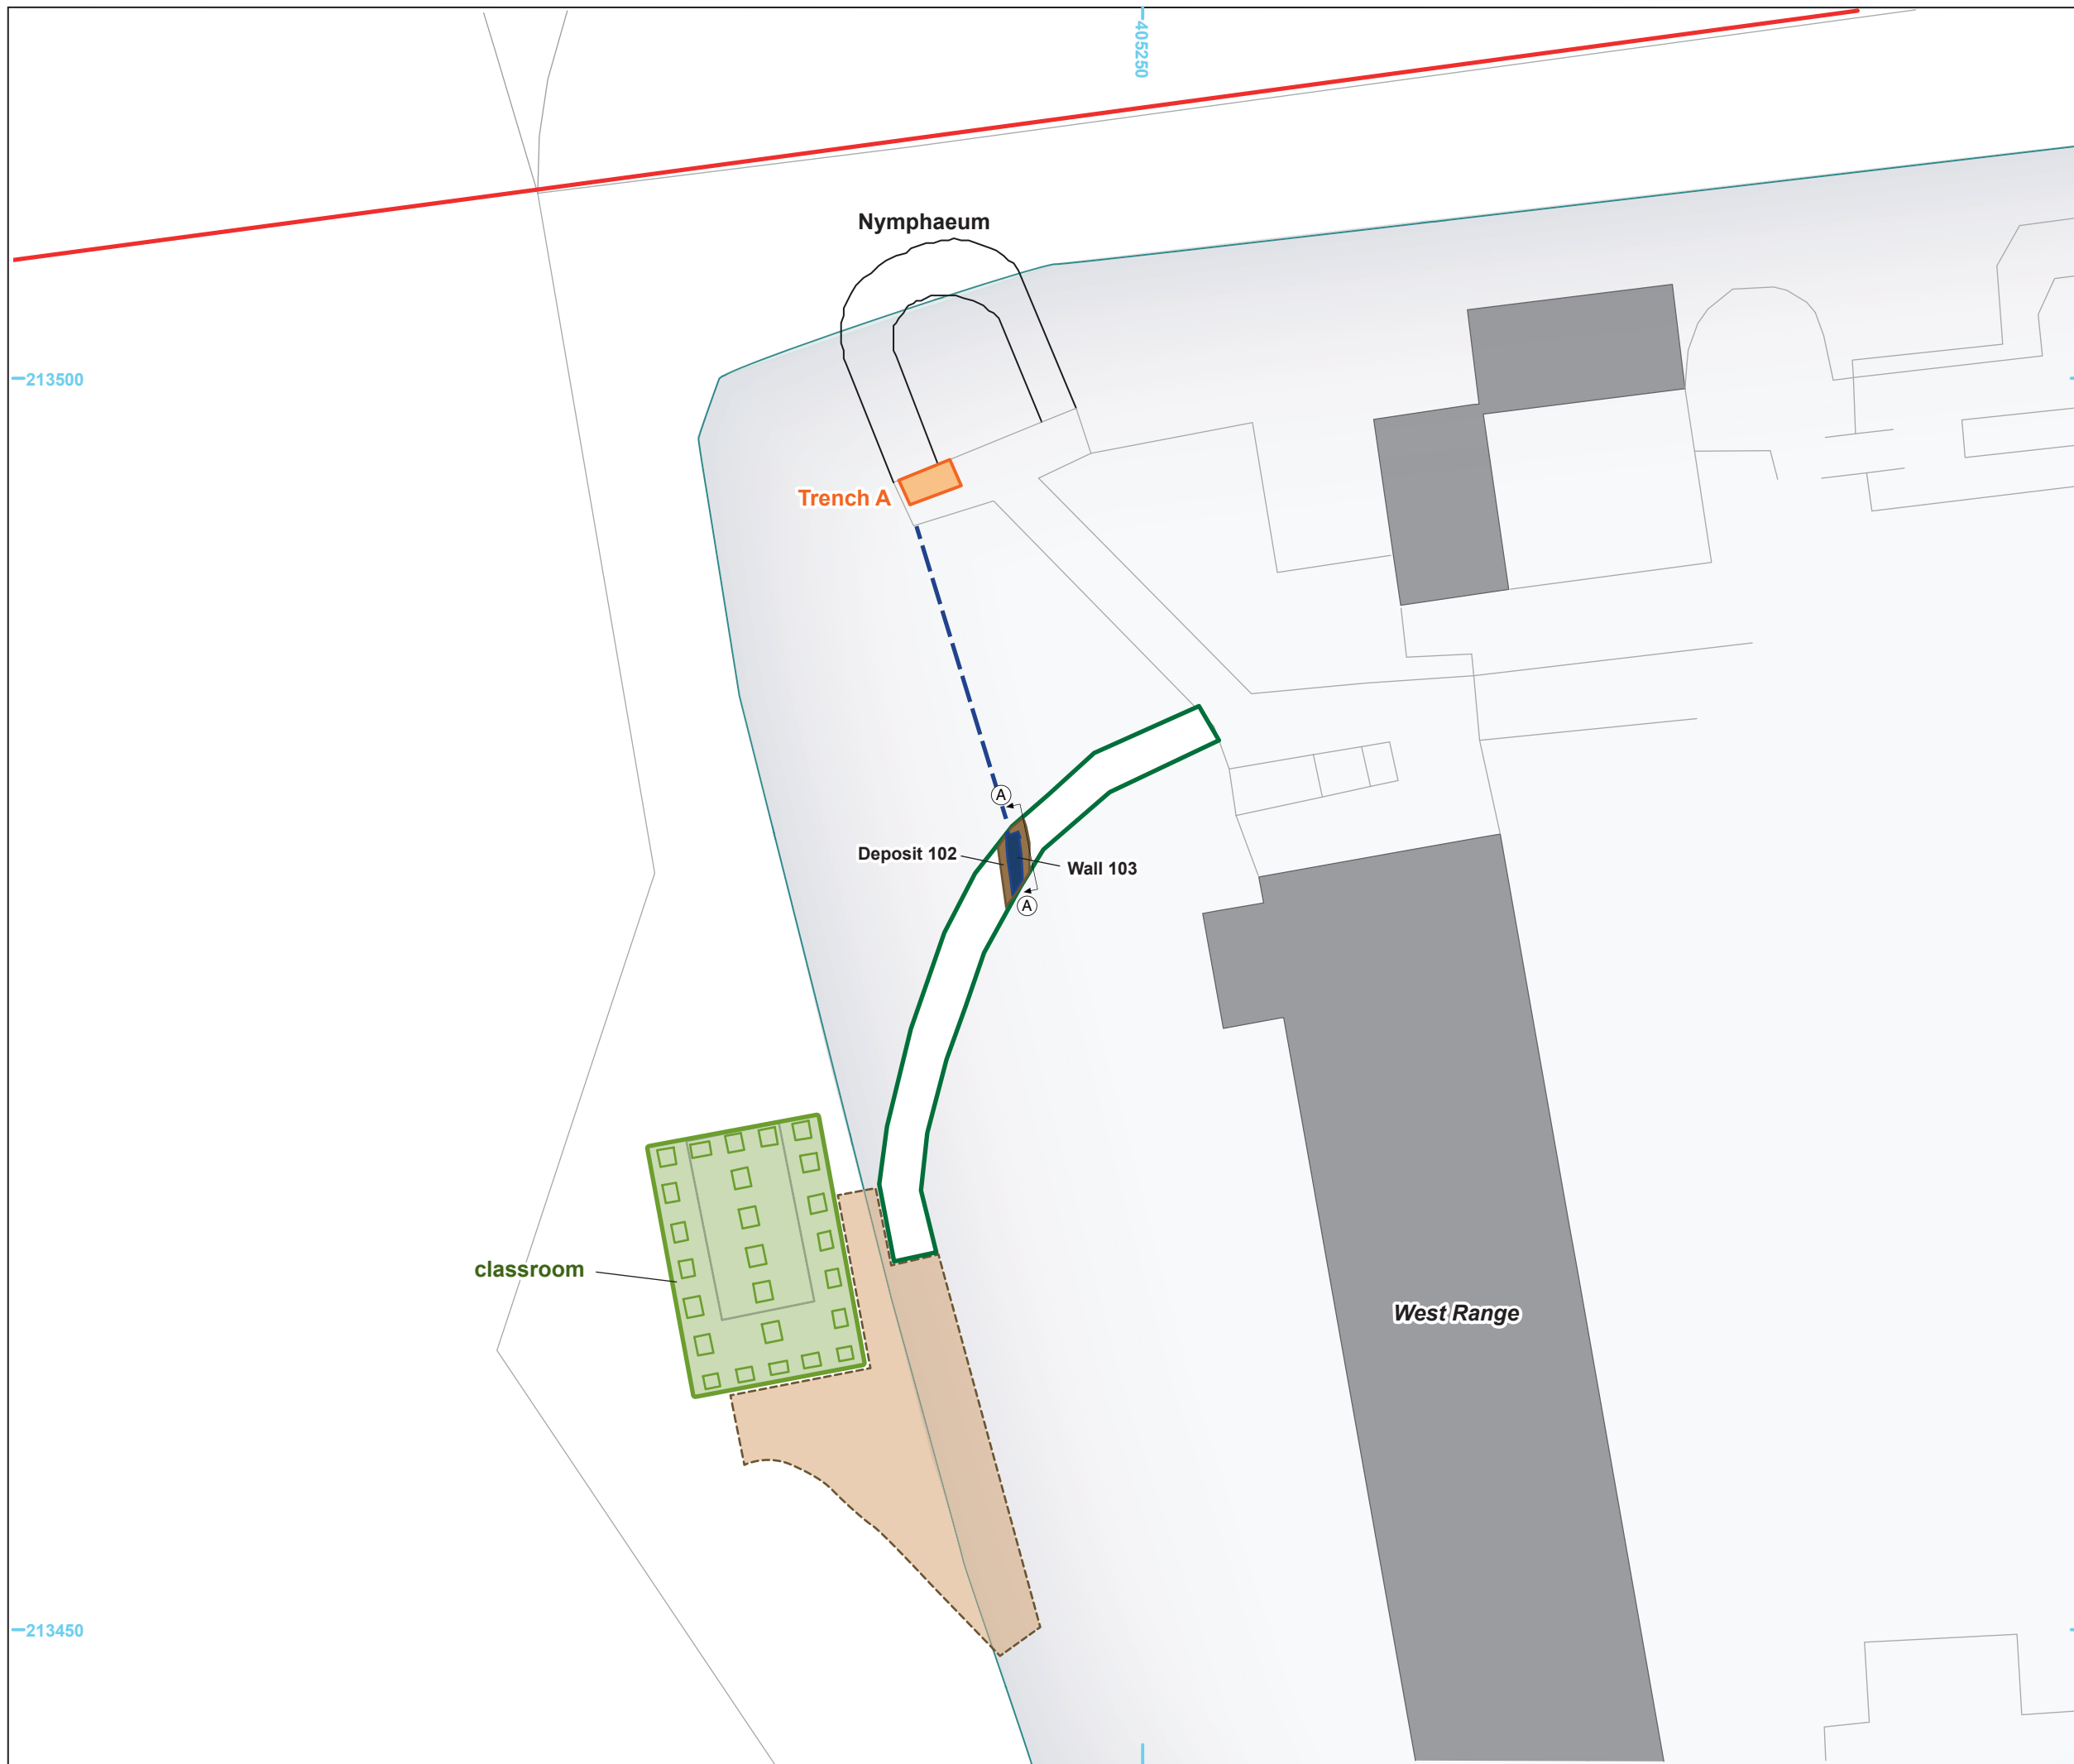 405250
Nymphaeum
213500
Trench A
A
Deposit 102
Wall 103
A
classroom
West Range
213450